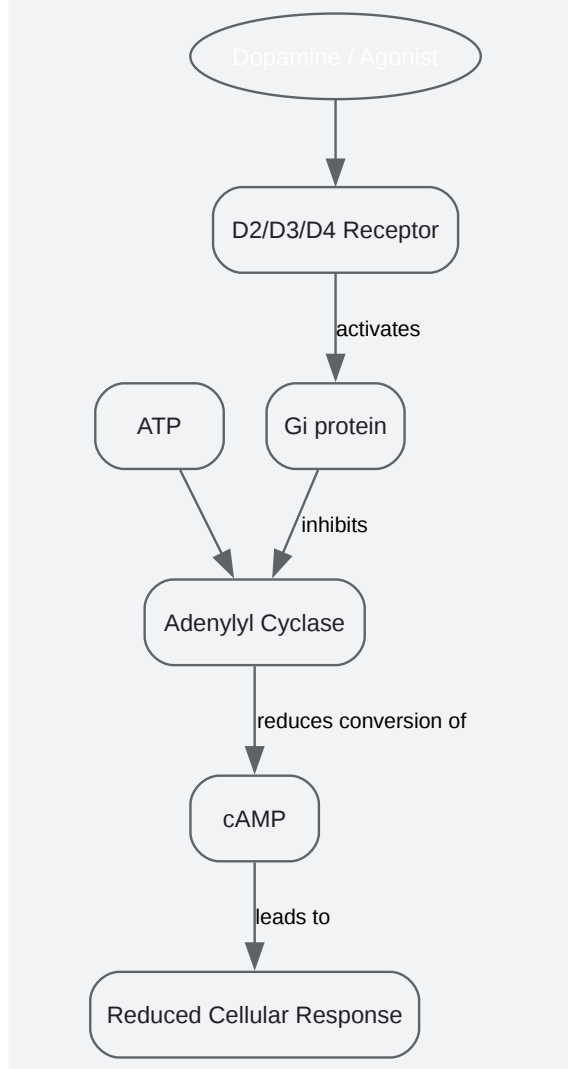 Dopamine / Agonist
D2/D3/D4 Receptor
activates
ATP
Gi protein
inhibits
Adenylyl Cyclase
reduces conversion of
cAMP
leads to
Reduced Cellular Response